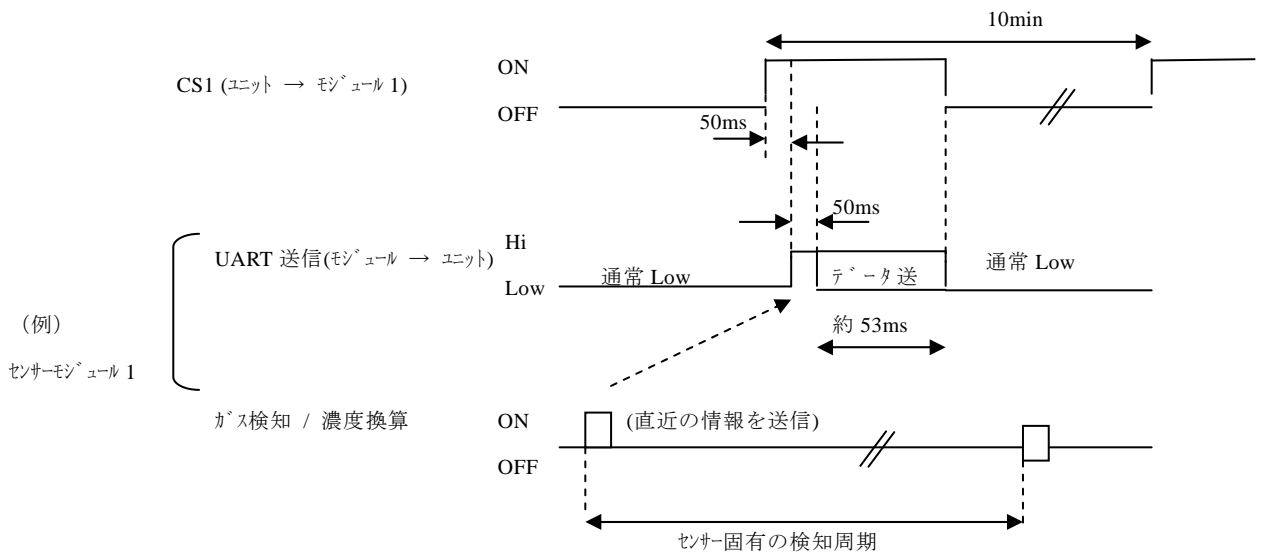 10min
ON
CS1 (ﾕﾆｯﾄ → ﾓｼﾞｭｰﾙ 1)
OFF
50ms
50ms
Hi
UART 送信(ﾓｼﾞｭｰﾙ → ﾕﾆｯﾄ)
通常 Low
Low
通常 Low
ﾃﾞｰﾀ送
(例)
約 53ms
ｾﾝｻｰﾓｼﾞｭｰﾙ 1
ｶﾞｽ検知 / 濃度換算
ON
(直近の情報を送信)
OFF
ｾﾝｻｰ固有の検知周期